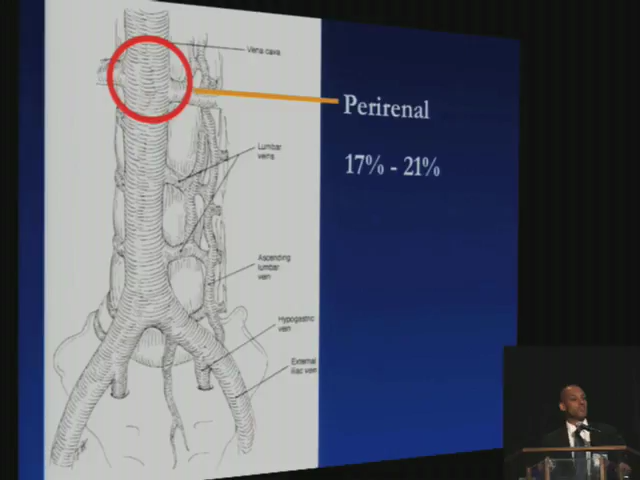 Vena cava
Perirenal
Lumbar
veins
17% - 21%
Ascending
lumbar
vein
Hypogastric
vein
External
iliac vein